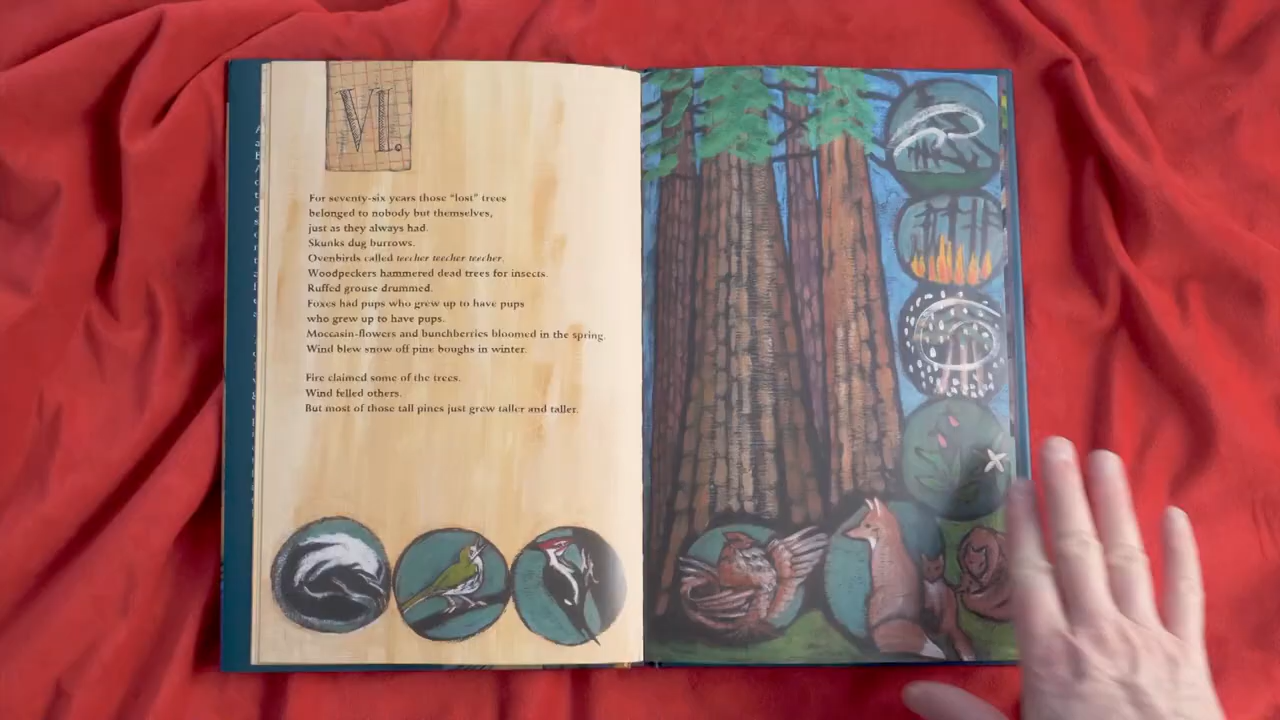 VI.
For seventy-six years those “lost” trees
belonged to nobody but themselves,
just as they always had.
Skunks dug burrows.
Ovenbirds called teecher teecher teecher.
Woodpeckers hammered dead trees for insects.
Ruffed grouse drummed.
Foxes had pups who grew up to have pups
who grew up to have pups.
Moccasin-flowers and bunchberries bloomed in the spring.
Wind blew snow off pine boughs in winter.
Fire claimed some of the trees.
Wind felled others.
But most of those tall pines just grew taller and taller.